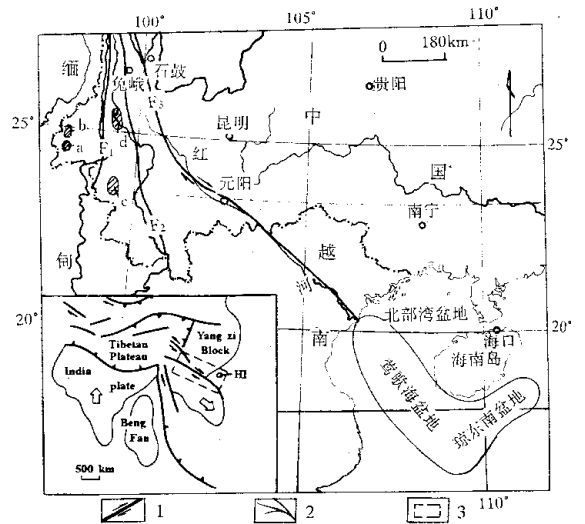 100°
105°
110°
0 180km
缅
石鼓
兔峨
F₃
贵阳
25°
b
a
F₁
d
昆明
中
25°
红
国
元阳
c
南宁
F₂
越
甸
河
北部湾盆地
20°
南
海口
20°
海南岛
莺歌海盆地
琼东南盆地
Yang zi
Block
Tibetan
Plateau
HI
India
plate
Beng
Fan
500 km
110°
1
2
3